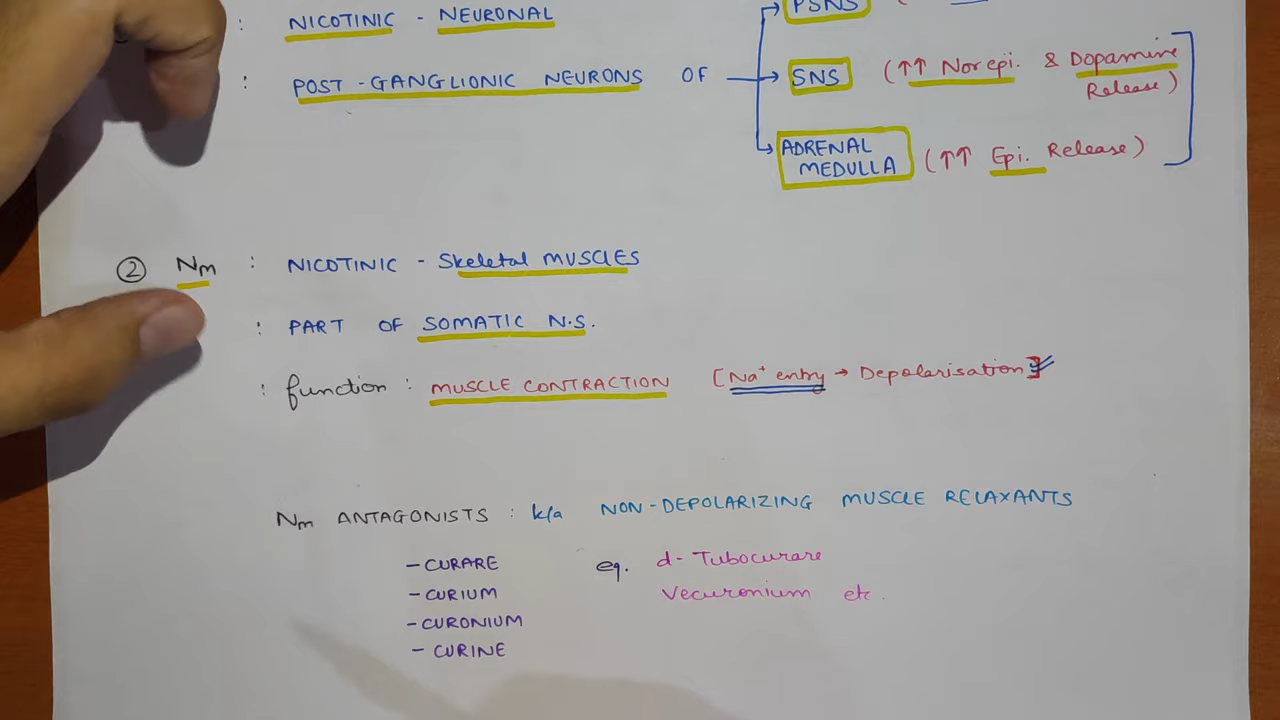 : NICOTINIC - NEURONAL
PSNS (
: POST-GANGLIONIC NEURONS OF → SNS (↑↑ Norepi. & Dopamine
Release)
ADRENAL
MEDULLA (↑↑ Epi. Release)
② Nm : NICOTINIC - Skeletal MUSCLES
: PART OF SOMATIC N.S.
: function : MUSCLE CONTRACTION [Na+ entry → Depolarisation]
Nm ANTAGONISTS : k/a NON-DEPOLARIZING MUSCLE RELAXANTS
- CURARE eg. d-Tubocurare
- CURIUM Vecuronium etc.
- CURONIUM
- CURINE